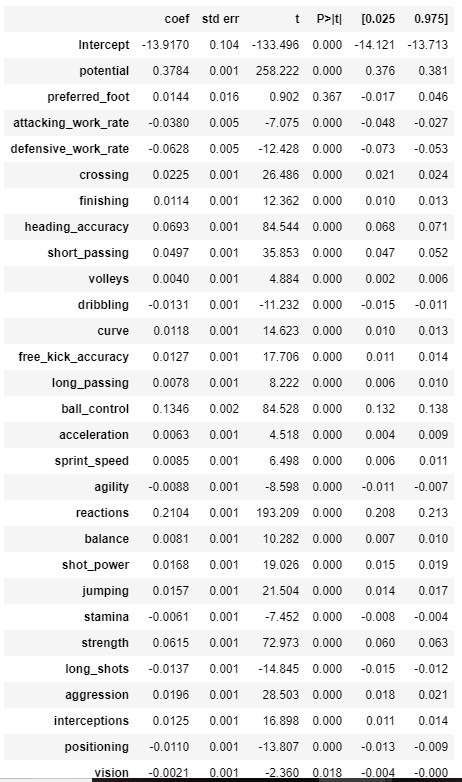 coef std err t P>|t| [0.025 0.975]
Intercept -13.9170 0.104 -133.496 0.000 -14.121 -13.713
potential 0.3784 0.001 258.222 0.000 0.376 0.381
preferred_foot 0.0144 0.016 0.902 0.367 -0.017 0.046
attacking_work_rate -0.0380 0.005 -7.075 0.000 -0.048 -0.027
defensive_work_rate -0.0628 0.005 -12.428 0.000 -0.073 -0.053
crossing 0.0225 0.001 26.486 0.000 0.021 0.024
finishing 0.0114 0.001 12.362 0.000 0.010 0.013
heading_accuracy 0.0693 0.001 84.544 0.000 0.068 0.071
short_passing 0.0497 0.001 35.853 0.000 0.047 0.052
volleys 0.0040 0.001 4.884 0.000 0.002 0.006
dribbling -0.0131 0.001 -11.232 0.000 -0.015 -0.011
curve 0.0118 0.001 14.623 0.000 0.010 0.013
free_kick_accuracy 0.0127 0.001 17.706 0.000 0.011 0.014
long_passing 0.0078 0.001 8.222 0.000 0.006 0.010
ball_control 0.1346 0.002 84.528 0.000 0.132 0.138
acceleration 0.0063 0.001 4.518 0.000 0.004 0.009
sprint_speed 0.0085 0.001 6.498 0.000 0.006 0.011
agility -0.0088 0.001 -8.598 0.000 -0.011 -0.007
reactions 0.2104 0.001 193.209 0.000 0.208 0.213
balance 0.0081 0.001 10.282 0.000 0.007 0.010
shot_power 0.0168 0.001 19.026 0.000 0.015 0.019
jumping 0.0157 0.001 21.504 0.000 0.014 0.017
stamina -0.0061 0.001 -7.452 0.000 -0.008 -0.004
strength 0.0615 0.001 72.973 0.000 0.060 0.063
long_shots -0.0137 0.001 -14.845 0.000 -0.015 -0.012
aggression 0.0196 0.001 28.503 0.000 0.018 0.021
interceptions 0.0125 0.001 16.898 0.000 0.011 0.014
positioning -0.0110 0.001 -13.807 0.000 -0.013 -0.009
vision -0.0021 0.001 -2.360 0.018 -0.004 -0.000